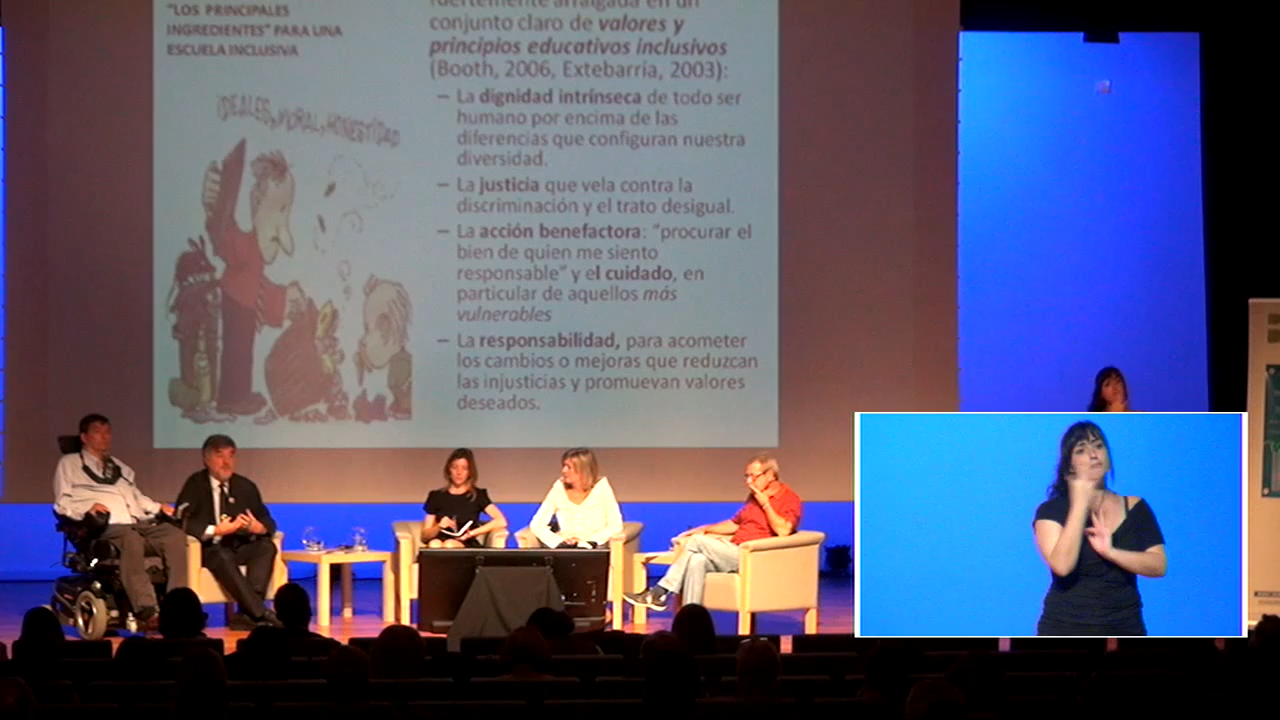 "LOS PRINCIPALES
INGREDIENTES" PARA UNA
ESCUELA INCLUSIVA
¡IDEALES, MORAL, HONESTIDAD
fuertemente arraigada en un
conjunto claro de valores y
principios educativos inclusivos
(Booth, 2006, Extebarría, 2003):
– La dignidad intrínseca de todo ser
humano por encima de las
diferencias que configuran nuestra
diversidad.
– La justicia que vela contra la
discriminación y el trato desigual.
– La acción benefactora: "procurar el
bien de quien me siento
responsable" y el cuidado, en
particular de aquellos más
vulnerables
– La responsabilidad, para acometer
los cambios o mejoras que reduzcan
las injusticias y promuevan valores
deseados.